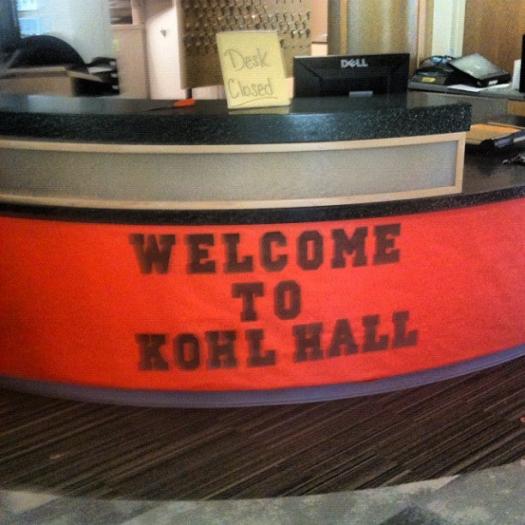 Desk
Closed
DELL
WELCOME
TO
KOHL HALL